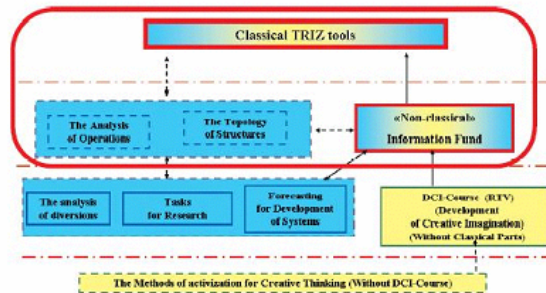 Classical TRIZ tools
The Analysis
of Operations
The Topology
of Structures
«Non-classical»
Information Fund
The analysis
of diversions
Tasks
for Research
Forecasting
for Development
of Systems
DCI-Course (RTV)
(Development
of Creative Imagination)
(Without Classical Parts)
The Methods of activization for Creative Thinking (Without DCI-Course)